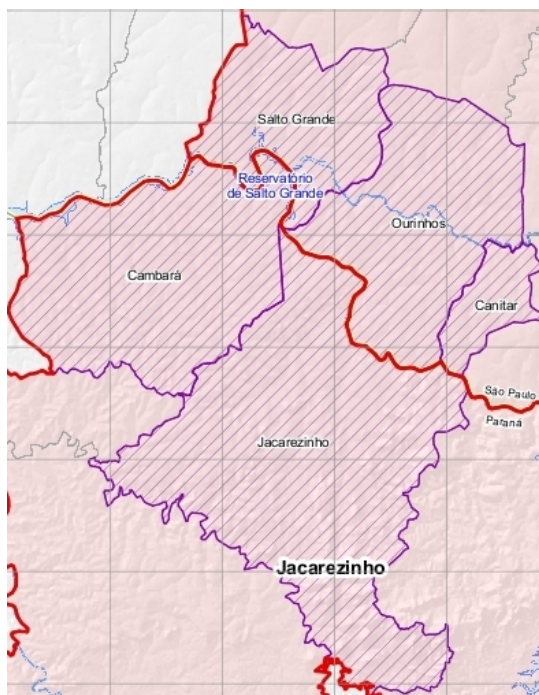 Salto Grande
Reservatório
de Salto Grande
Ourinhos
Cambará
Canitar
São Paulo
Paraná
Jacarezinho
Jacarezinho